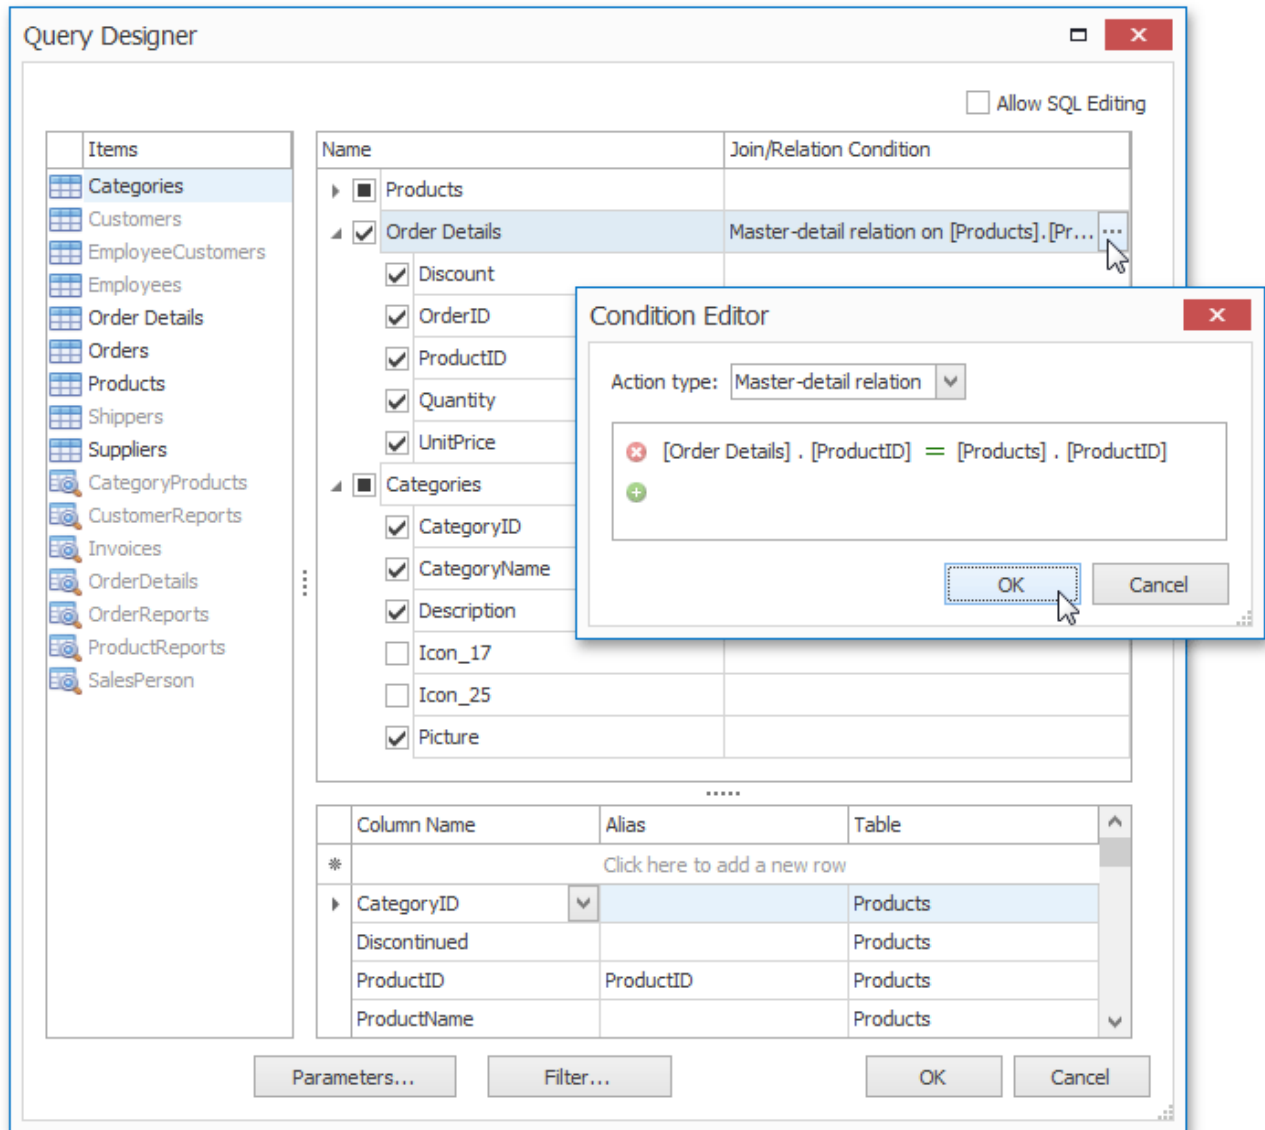 Query Designer
Allow SQL Editing
Items
Categories
Customers
EmployeeCustomers
Employees
Order Details
Orders
Products
Shippers
Suppliers
CategoryProducts
CustomerReports
Invoices
OrderDetails
OrderReports
ProductReports
SalesPerson
Name Join/Relation Condition
Products
Order Details Master-detail relation on [Products].[Pr... ...
Discount
OrderID
ProductID
Quantity
UnitPrice
Categories
CategoryID
CategoryName
Description
Icon_17
Icon_25
Picture
Condition Editor
Action type: Master-detail relation
[Order Details] . [ProductID] = [Products] . [ProductID]
OK Cancel
Column Name Alias Table
Click here to add a new row
CategoryID Products
Discontinued Products
ProductID ProductID Products
ProductName Products
Parameters... Filter... OK Cancel